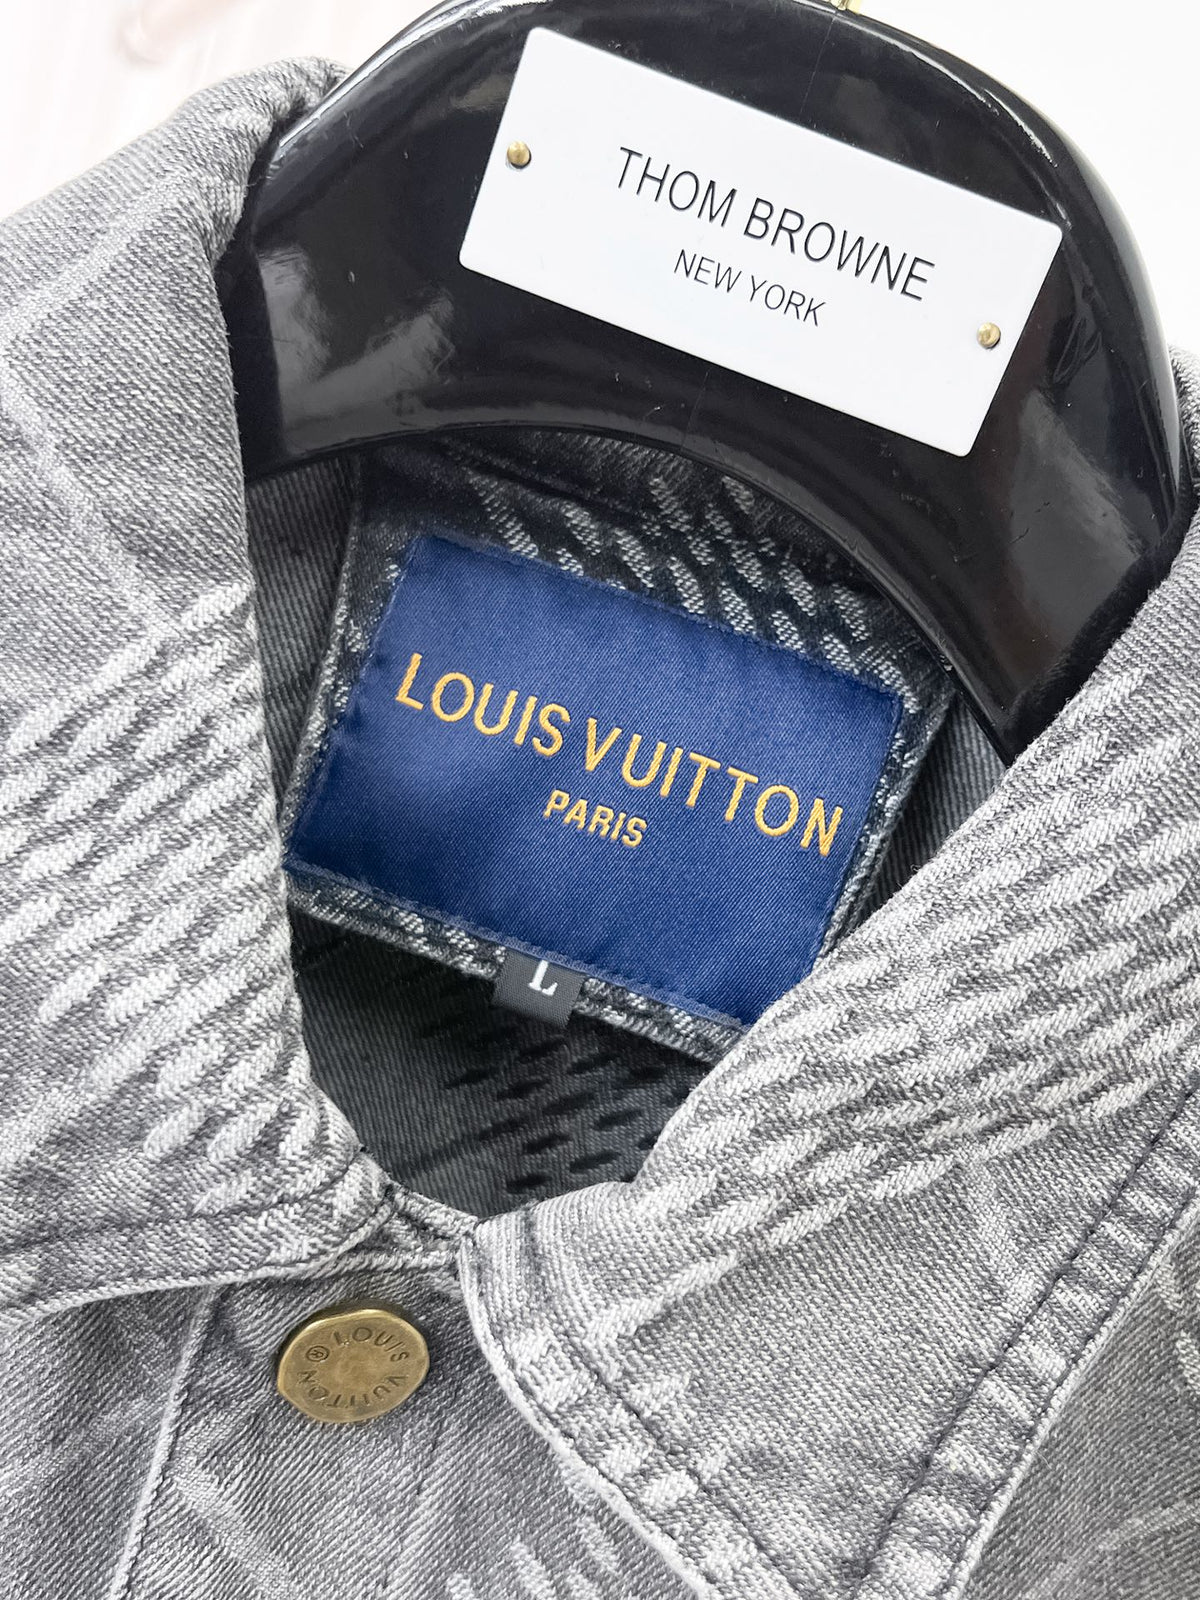 THOM BROWNE
NEW YORK
LOUIS VUITTON
PARIS
L
LOUIS VUITTON ®